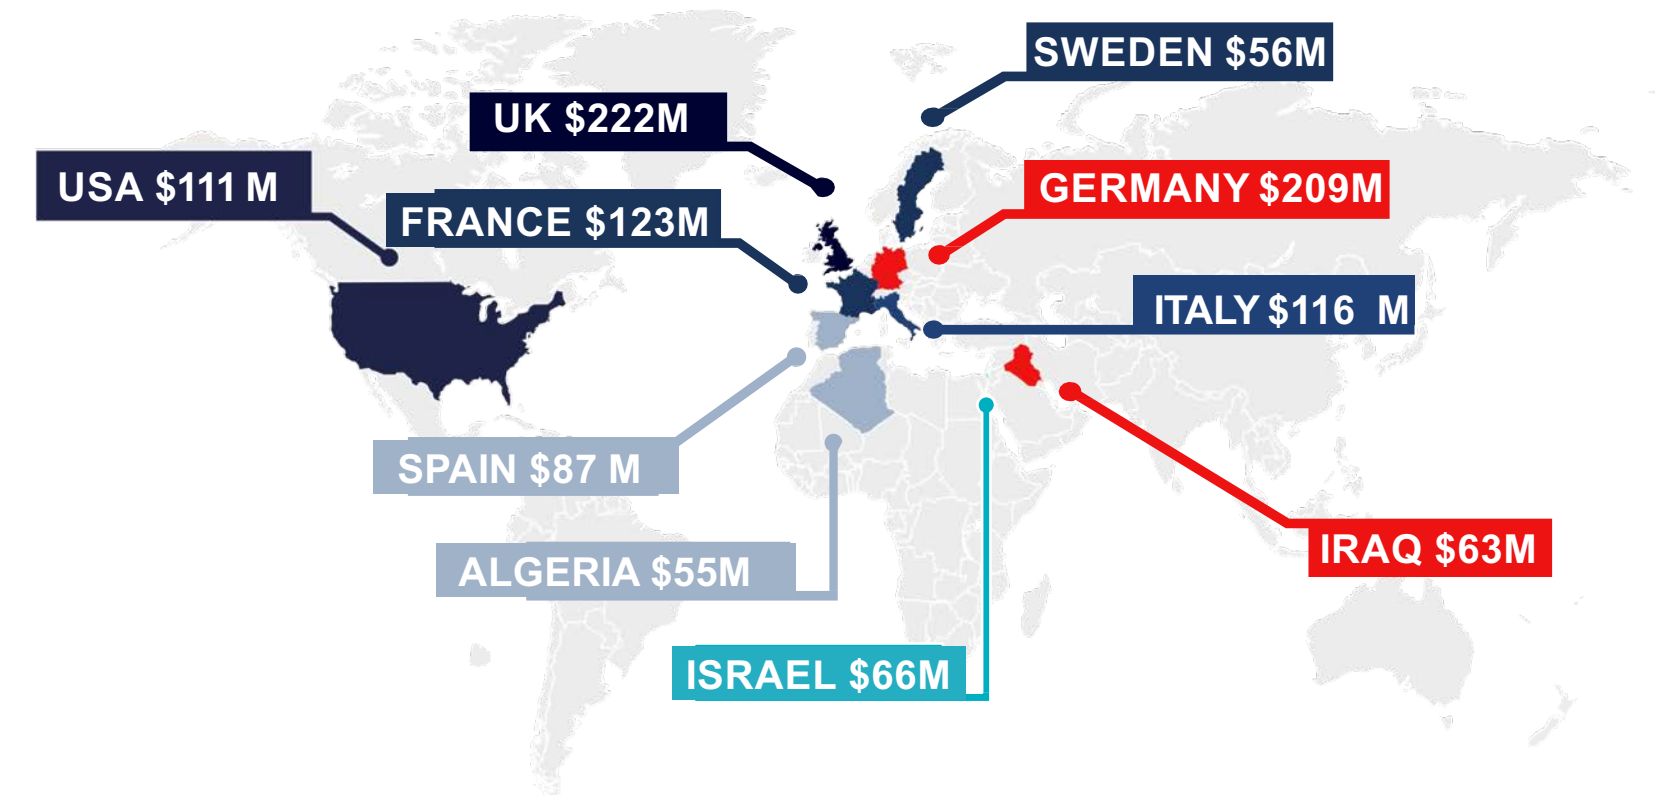 SWEDEN $56M
UK $222M
USA $111 M
GERMANY $209M
FRANCE $123M
ITALY $116 M
SPAIN $87 M
IRAQ $63M
ALGERIA $55M
ISRAEL $66M